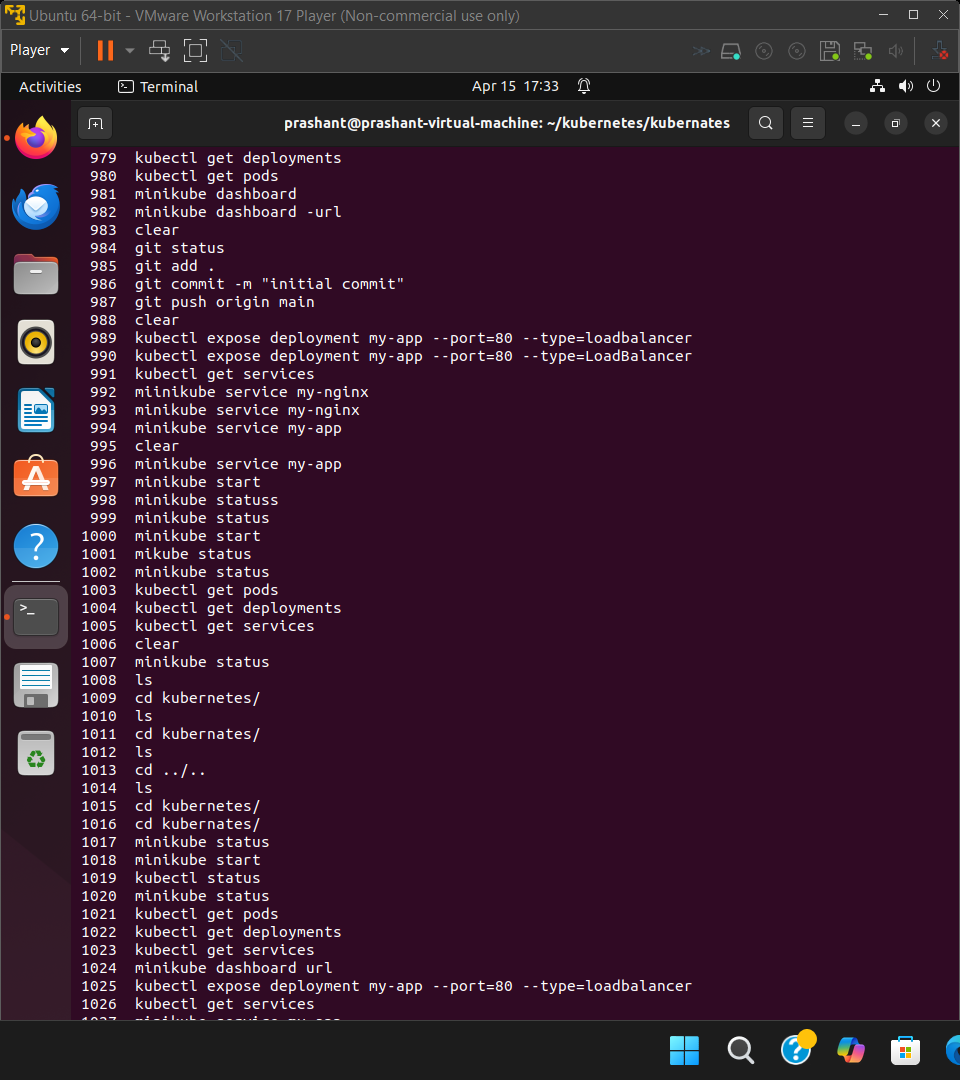 Ubuntu 64-bit - VMware Workstation 17 Player (Non-commercial use only)
Player
Activities
Terminal
Apr 15 17:33
prashant@prashant-virtual-machine: ~/kubernetes/kubernates
979 kubectl get deployments
980 kubectl get pods
981 minikube dashboard
982 minikube dashboard -url
983 clear
984 git status
985 git add .
986 git commit -m "initial commit"
987 git push origin main
988 clear
989 kubectl expose deployment my-app --port=80 --type=loadbalancer
990 kubectl expose deployment my-app --port=80 --type=LoadBalancer
991 kubectl get services
992 miinikube service my-nginx
993 minikube service my-nginx
994 minikube service my-app
995 clear
996 minikube service my-app
997 minikube start
998 minikube statuss
999 minikube status
1000 minikube start
1001 mikube status
1002 minikube status
1003 kubectl get pods
1004 kubectl get deployments
1005 kubectl get services
1006 clear
1007 minikube status
1008 ls
1009 cd kubernetes/
1010 ls
1011 cd kubernates/
1012 ls
1013 cd ../..
1014 ls
1015 cd kubernetes/
1016 cd kubernates/
1017 minikube status
1018 minikube start
1019 kubectl status
1020 minikube status
1021 kubectl get pods
1022 kubectl get deployments
1023 kubectl get services
1024 minikube dashboard url
1025 kubectl expose deployment my-app --port=80 --type=loadbalancer
1026 kubectl get services